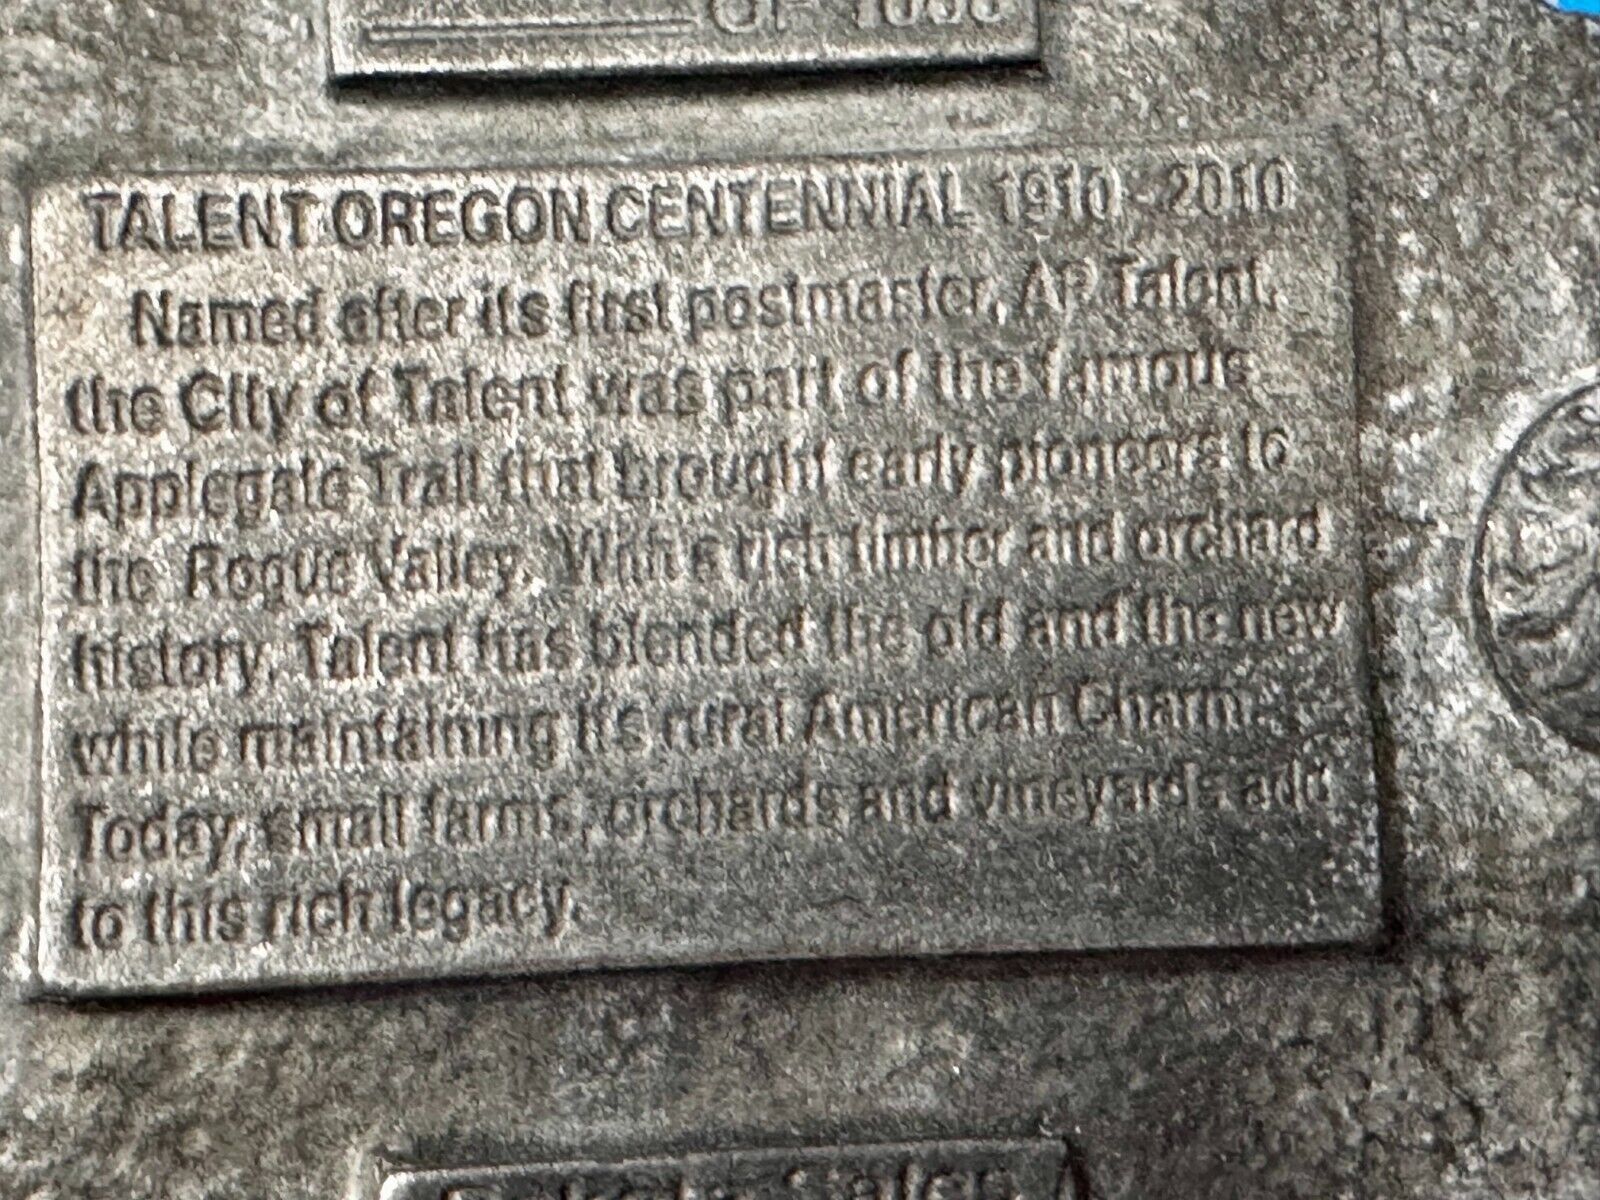 OF
TALENT OREGON CENTENNIAL 1910 - 2010
Named after its first postmaster, AP Talent,
the City of Talent was part of the famous
Applegate Trail that brought early pioneers to
the Rogue Valley. With a rich timber and orchard
history, Talent has blended the old and the new
while maintaining it's rural American Charm.
Today, small farms, orchards and vineyards add
to this rich legacy.